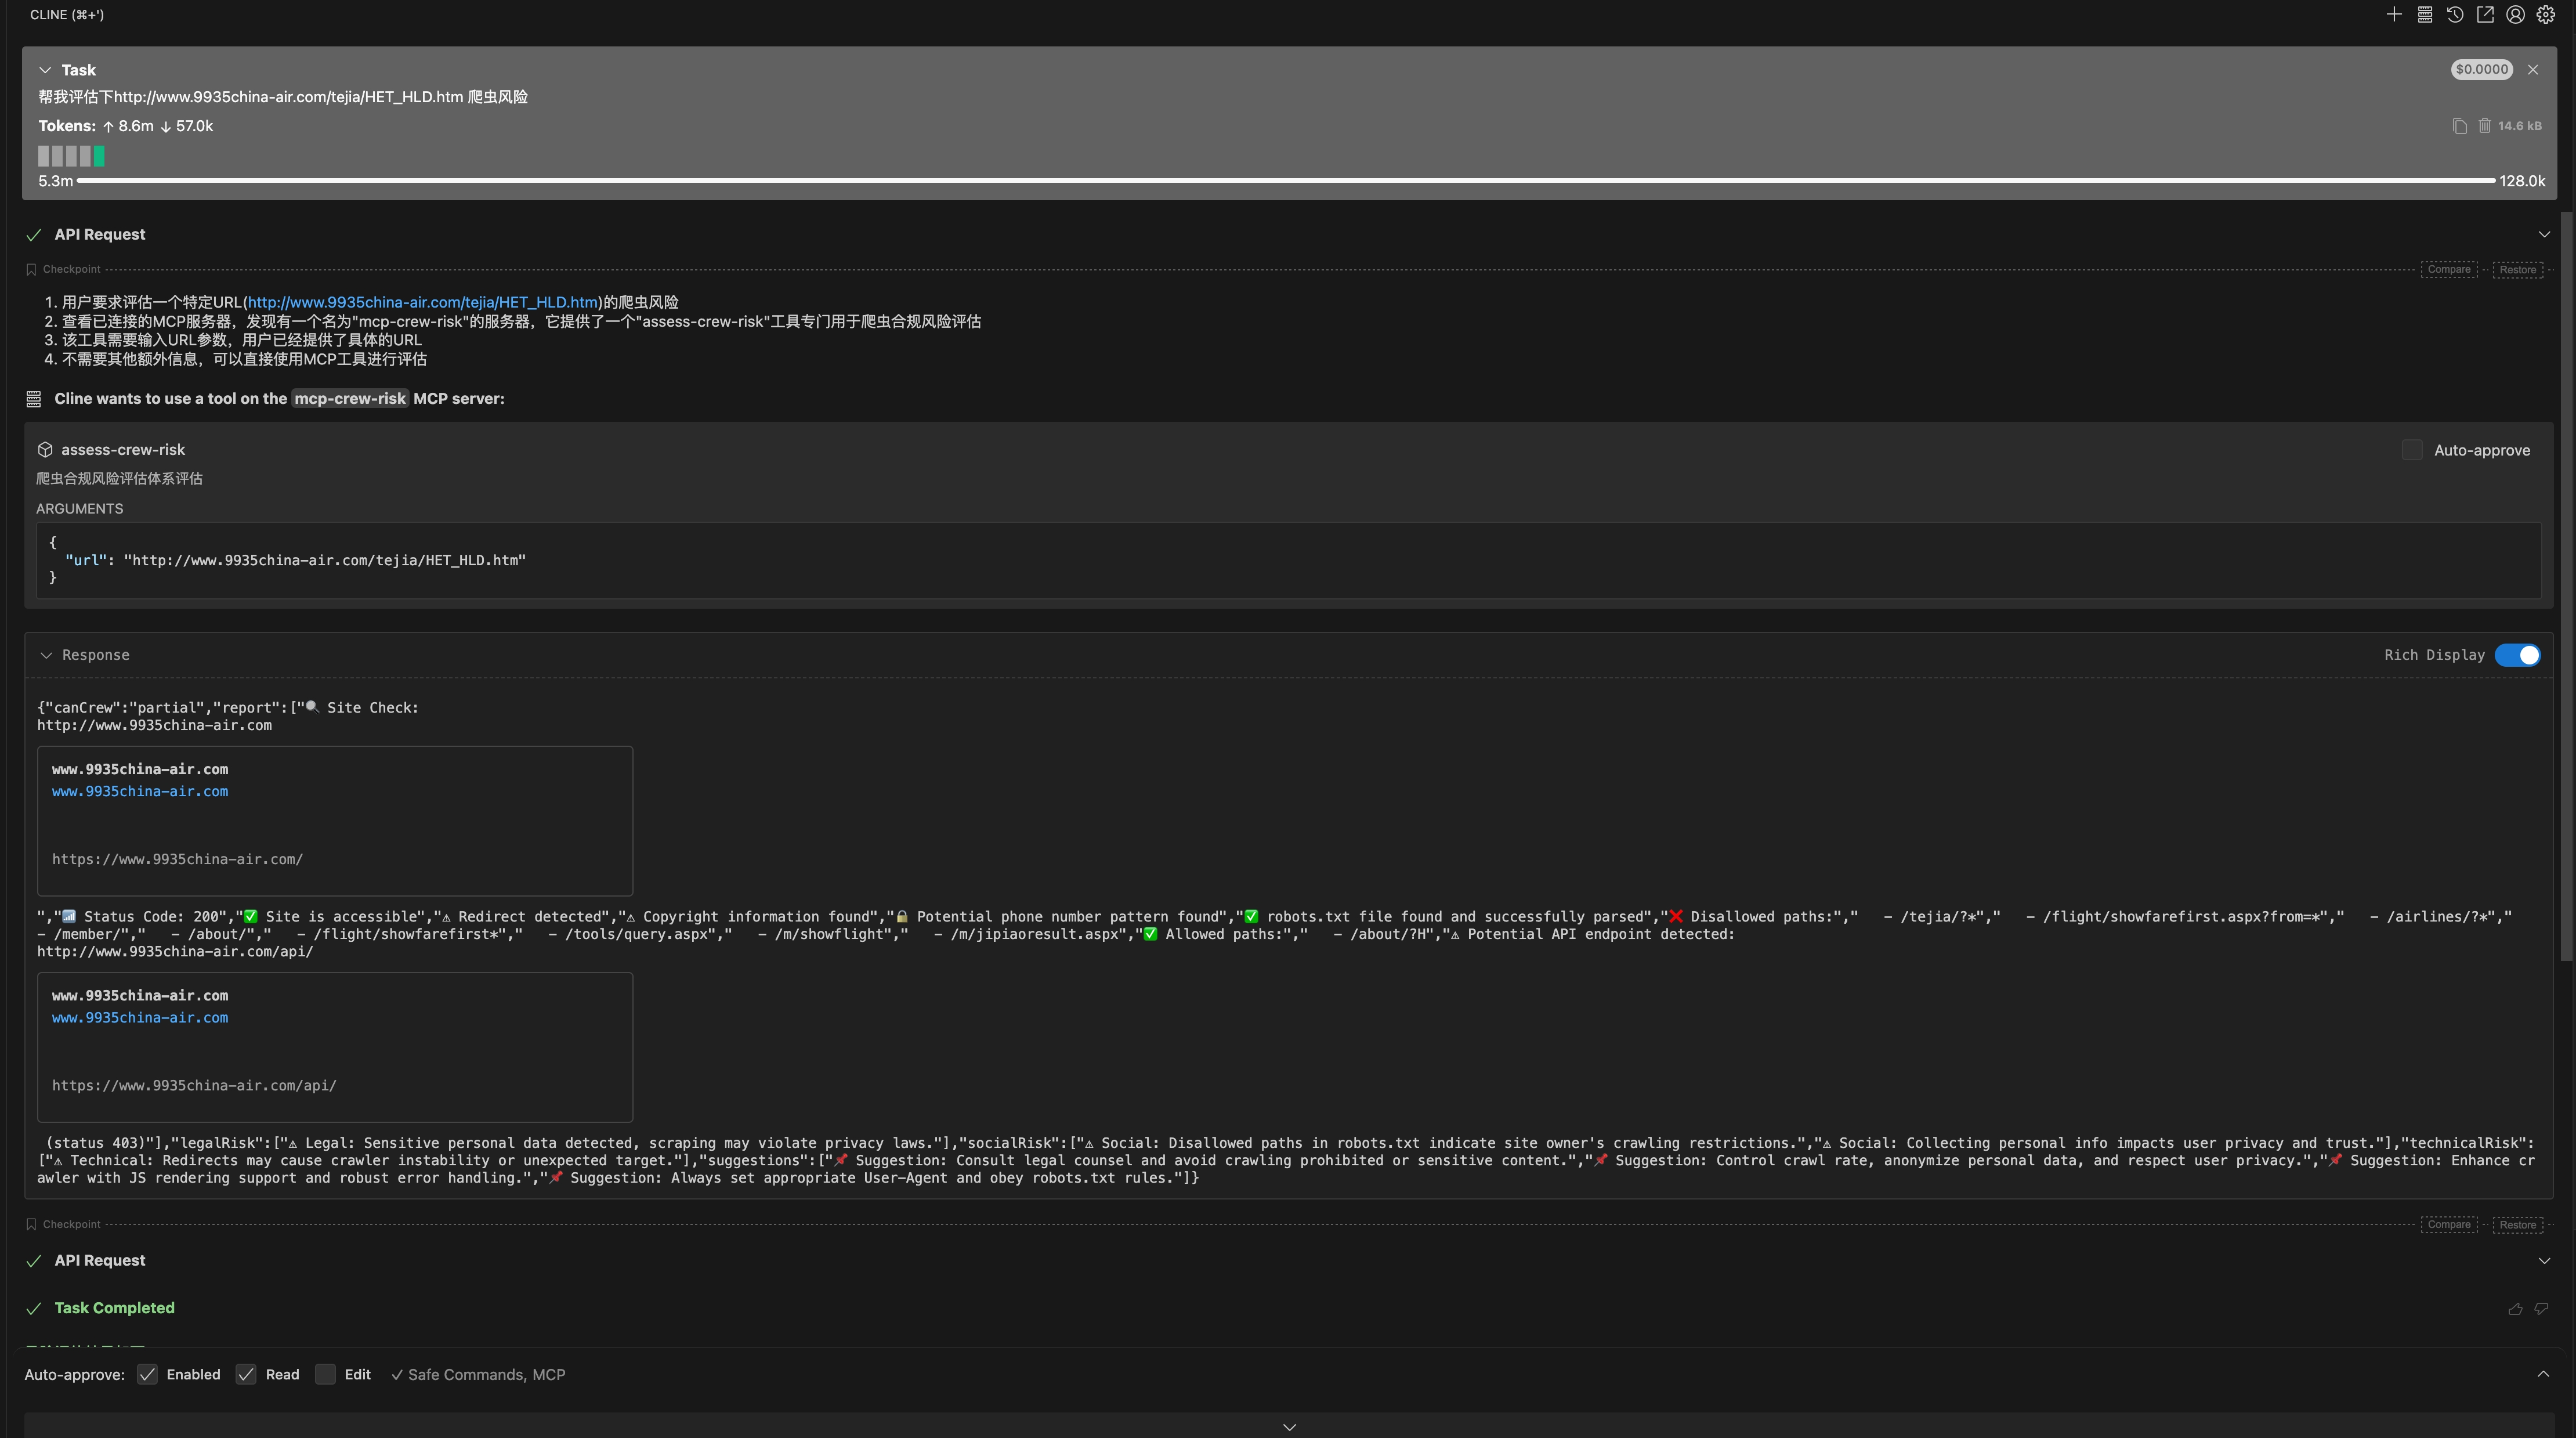 CLINE (⌘+')
Task
$0.0000
帮我评估下http://www.9935china-air.com/tejia/HET_HLD.htm 爬虫风险
Tokens: ↑ 8.6m ↓ 57.0k
14.6 kB
5.3m
128.0k
API Request
Checkpoint
Compare
Restore
1. 用户要求评估一个特定URL(http://www.9935china-air.com/tejia/HET_HLD.htm)的爬虫风险
2. 查看已连接的MCP服务器，发现有一个名为"mcp-crew-risk"的服务器，它提供了一个"assess-crew-risk"工具专门用于爬虫合规风险评估
3. 该工具需要输入URL参数，用户已经提供了具体的URL
4. 不需要其他额外信息，可以直接使用MCP工具进行评估
Cline wants to use a tool on the mcp-crew-risk MCP server:
assess-crew-risk
Auto-approve
爬虫合规风险评估体系评估
ARGUMENTS
{
"url": "http://www.9935china-air.com/tejia/HET_HLD.htm"
}
Response
Rich Display
{"canCrew":"partial","report":["🔍 Site Check:
http://www.9935china-air.com
www.9935china-air.com
www.9935china-air.com
https://www.9935china-air.com/
","📶 Status Code: 200","✅ Site is accessible","⚠ Redirect detected","⚠ Copyright information found","🔒 Potential phone number pattern found","✅ robots.txt file found and successfully parsed","❌ Disallowed paths:","   - /tejia/?*","   - /flight/showfarefirst.aspx?from=*","   - /airlines/?*","
- /member/","   - /about/","   - /flight/showfarefirst*","   - /tools/query.aspx","   - /m/showflight","   - /m/jipiaoresult.aspx","✅ Allowed paths:","   - /about/?H","⚠ Potential API endpoint detected:
http://www.9935china-air.com/api/
www.9935china-air.com
www.9935china-air.com
https://www.9935china-air.com/api/
(status 403)"],"legalRisk":["⚠ Legal: Sensitive personal data detected, scraping may violate privacy laws."],"socialRisk":["⚠ Social: Disallowed paths in robots.txt indicate site owner's crawling restrictions.","⚠ Social: Collecting personal info impacts user privacy and trust."],"technicalRisk":
["⚠ Technical: Redirects may cause crawler instability or unexpected target."],"suggestions":["📌 Suggestion: Consult legal counsel and avoid crawling prohibited or sensitive content.","📌 Suggestion: Control crawl rate, anonymize personal data, and respect user privacy.","📌 Suggestion: Enhance cr
awler with JS rendering support and robust error handling.","📌 Suggestion: Always set appropriate User-Agent and obey robots.txt rules."]}
Checkpoint
Compare
Restore
API Request
Task Completed
Auto-approve:
Enabled
Read
Edit
✓ Safe Commands, MCP